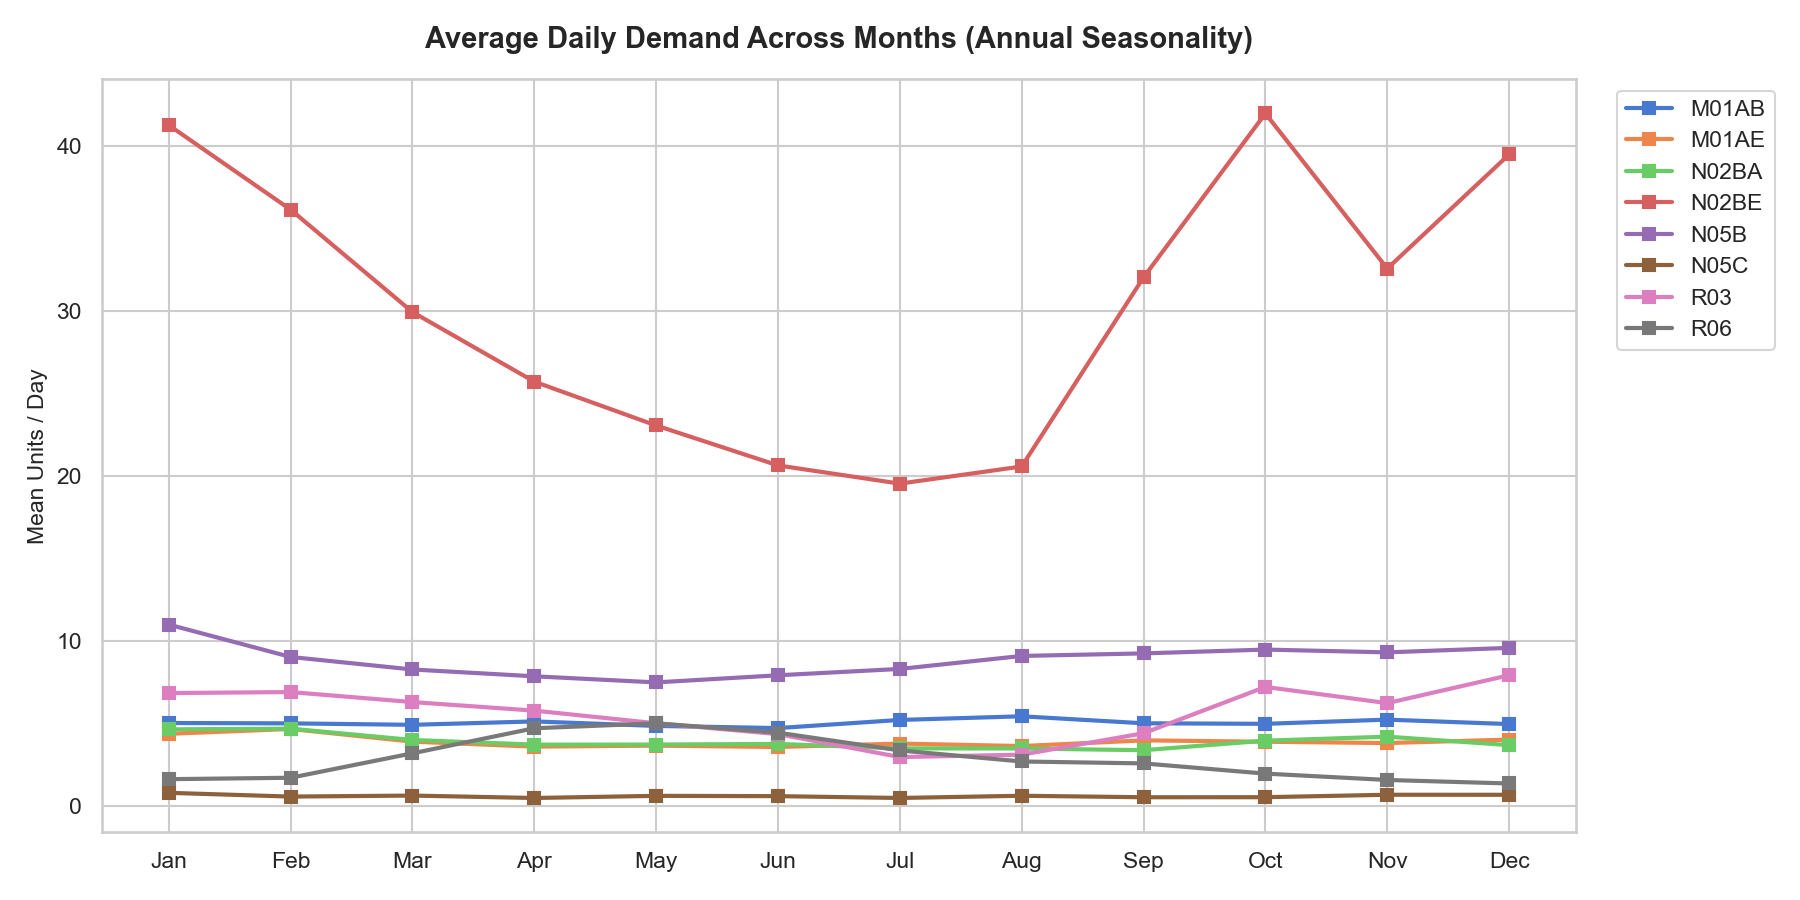 Average Daily Demand Across Months (Annual Seasonality)
Mean Units / Day
40
30
20
10
0
Jan Feb Mar Apr May Jun Jul Aug Sep Oct Nov Dec
M01AB
M01AE
N02BA
N02BE
N05B
N05C
R03
R06